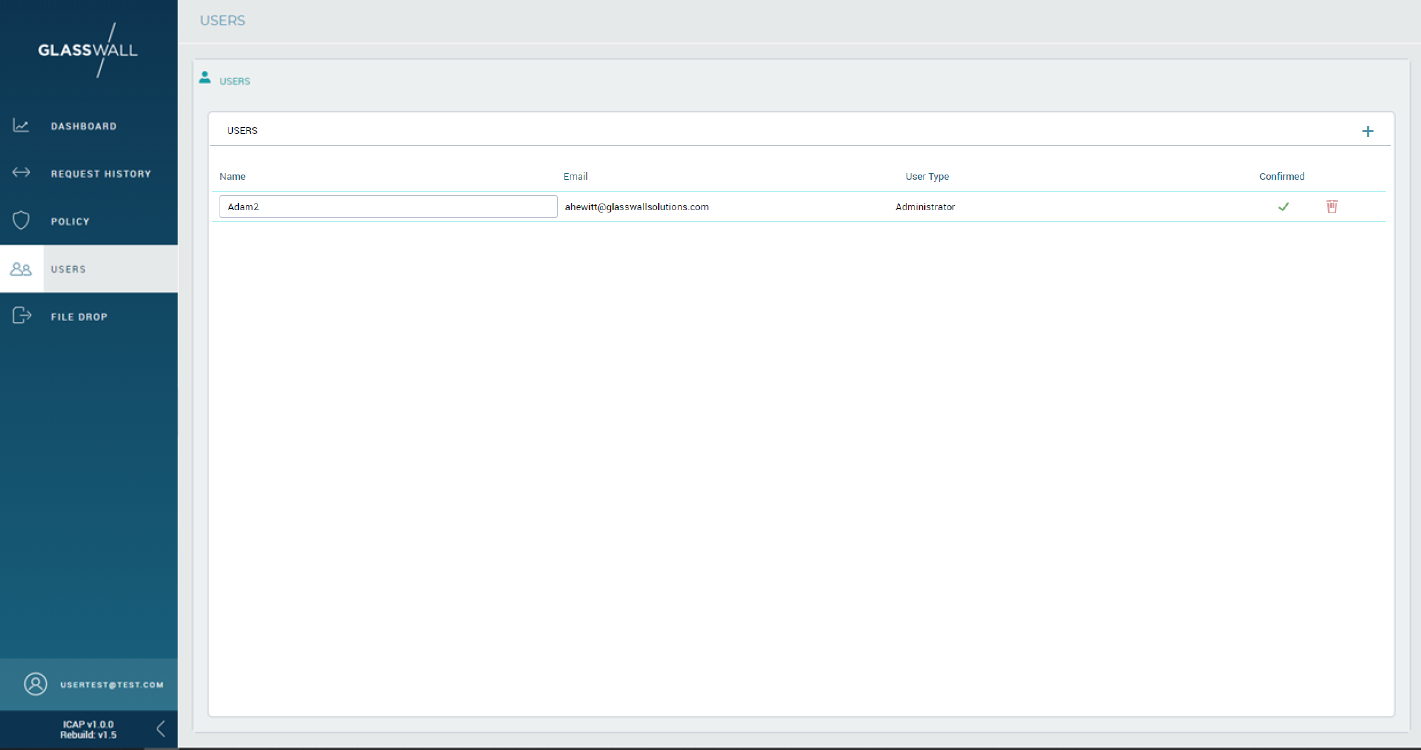 GLASSWALL
DASHBOARD
REQUEST HISTORY
POLICY
USERS
FILE DROP
USERTEST@TEST.COM
ICAP v1.0.0
Rebuild: v1.5
USERS
USERS
USERS
Name Email User Type Confirmed
Adam2 ahewitt@glasswallsolutions.com Administrator